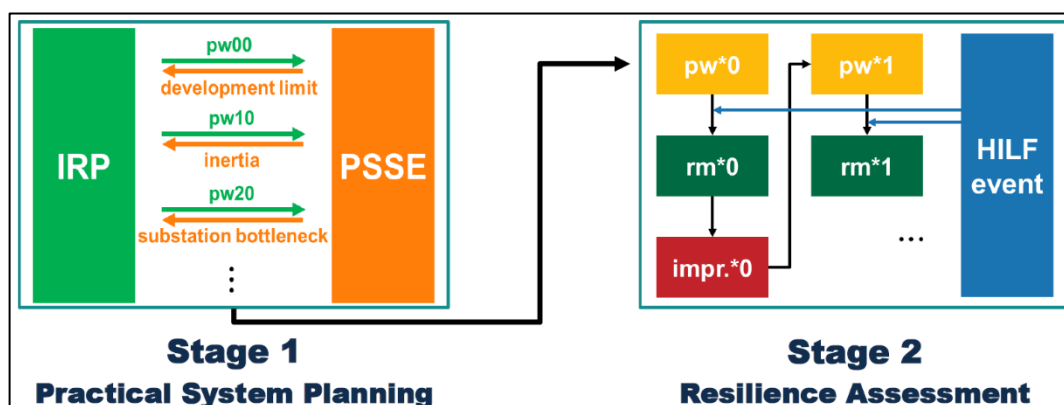 IRP
pw00
development limit
pw10
inertia
pw20
substation bottleneck
⋮
PSSE
Stage 1
Practical System Planning
pw*0
pw*1
rm*0
rm*1
impr.*0
...
HILF
event
Stage 2
Resilience Assessment